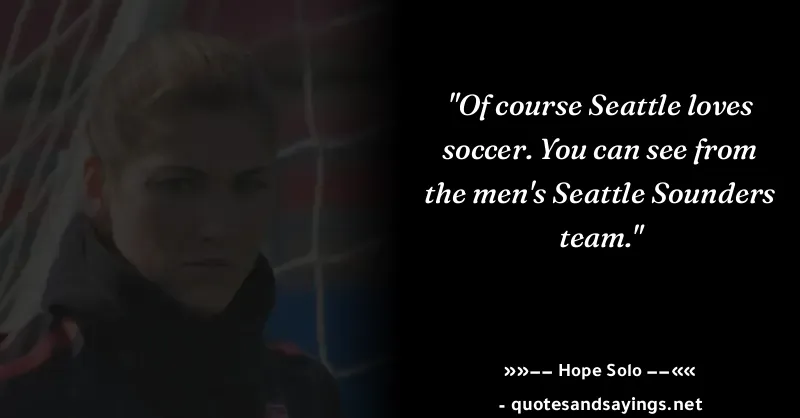 "Of course Seattle loves
soccer. You can see from
the men's Seattle Sounders
team."
»»−− Hope Solo −−««
- quotesandsayings.net